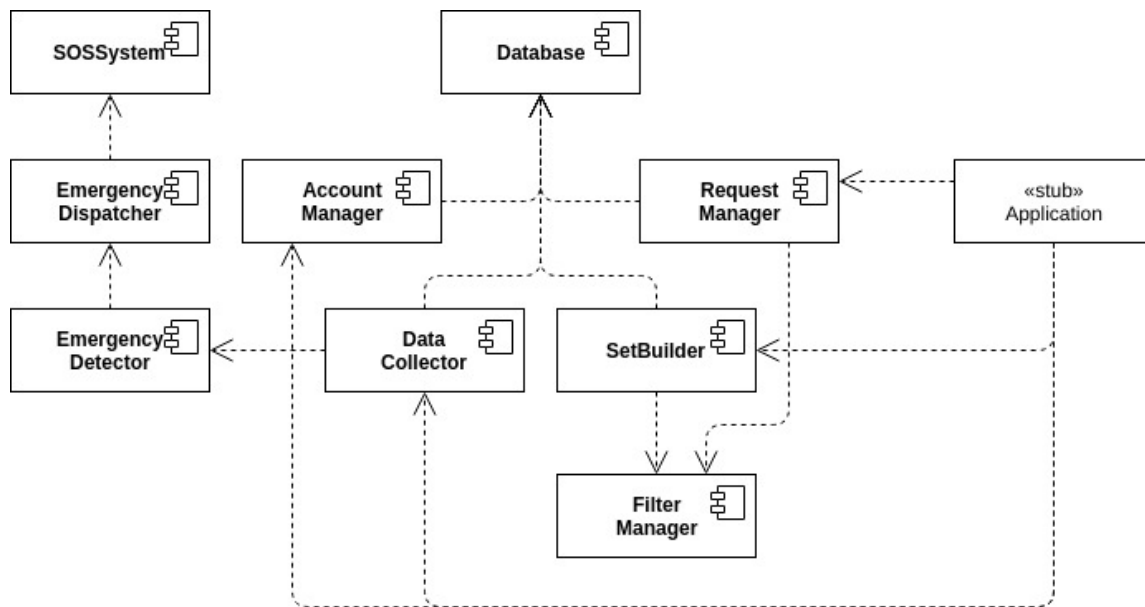 SOSSystem
Database
Emergency
Dispatcher
Account
Manager
Request
Manager
«stub»
Application
Emergency
Detector
Data
Collector
SetBuilder
Filter
Manager